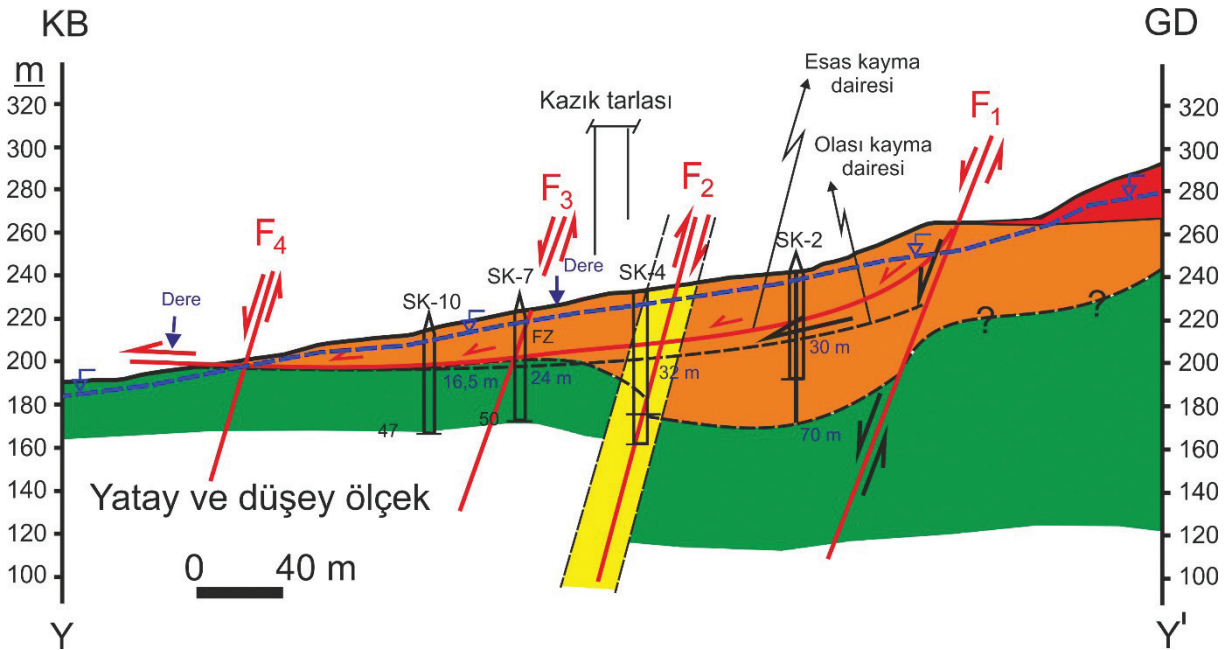 KB
GD
m
320
300
280
260
240
220
200
180
160
140
120
100
320
300
280
260
240
220
200
180
160
140
120
100
Esas kayma
dairesi
Kazık tarlası
Olası kayma
dairesi
F1
F2
F3
F4
Dere
Dere
SK-2
SK-4
SK-7
SK-10
FZ
16,5 m
24 m
32 m
30 m
70 m
47
50
?
?
Yatay ve düşey ölçek
0 40 m
Y
Y'